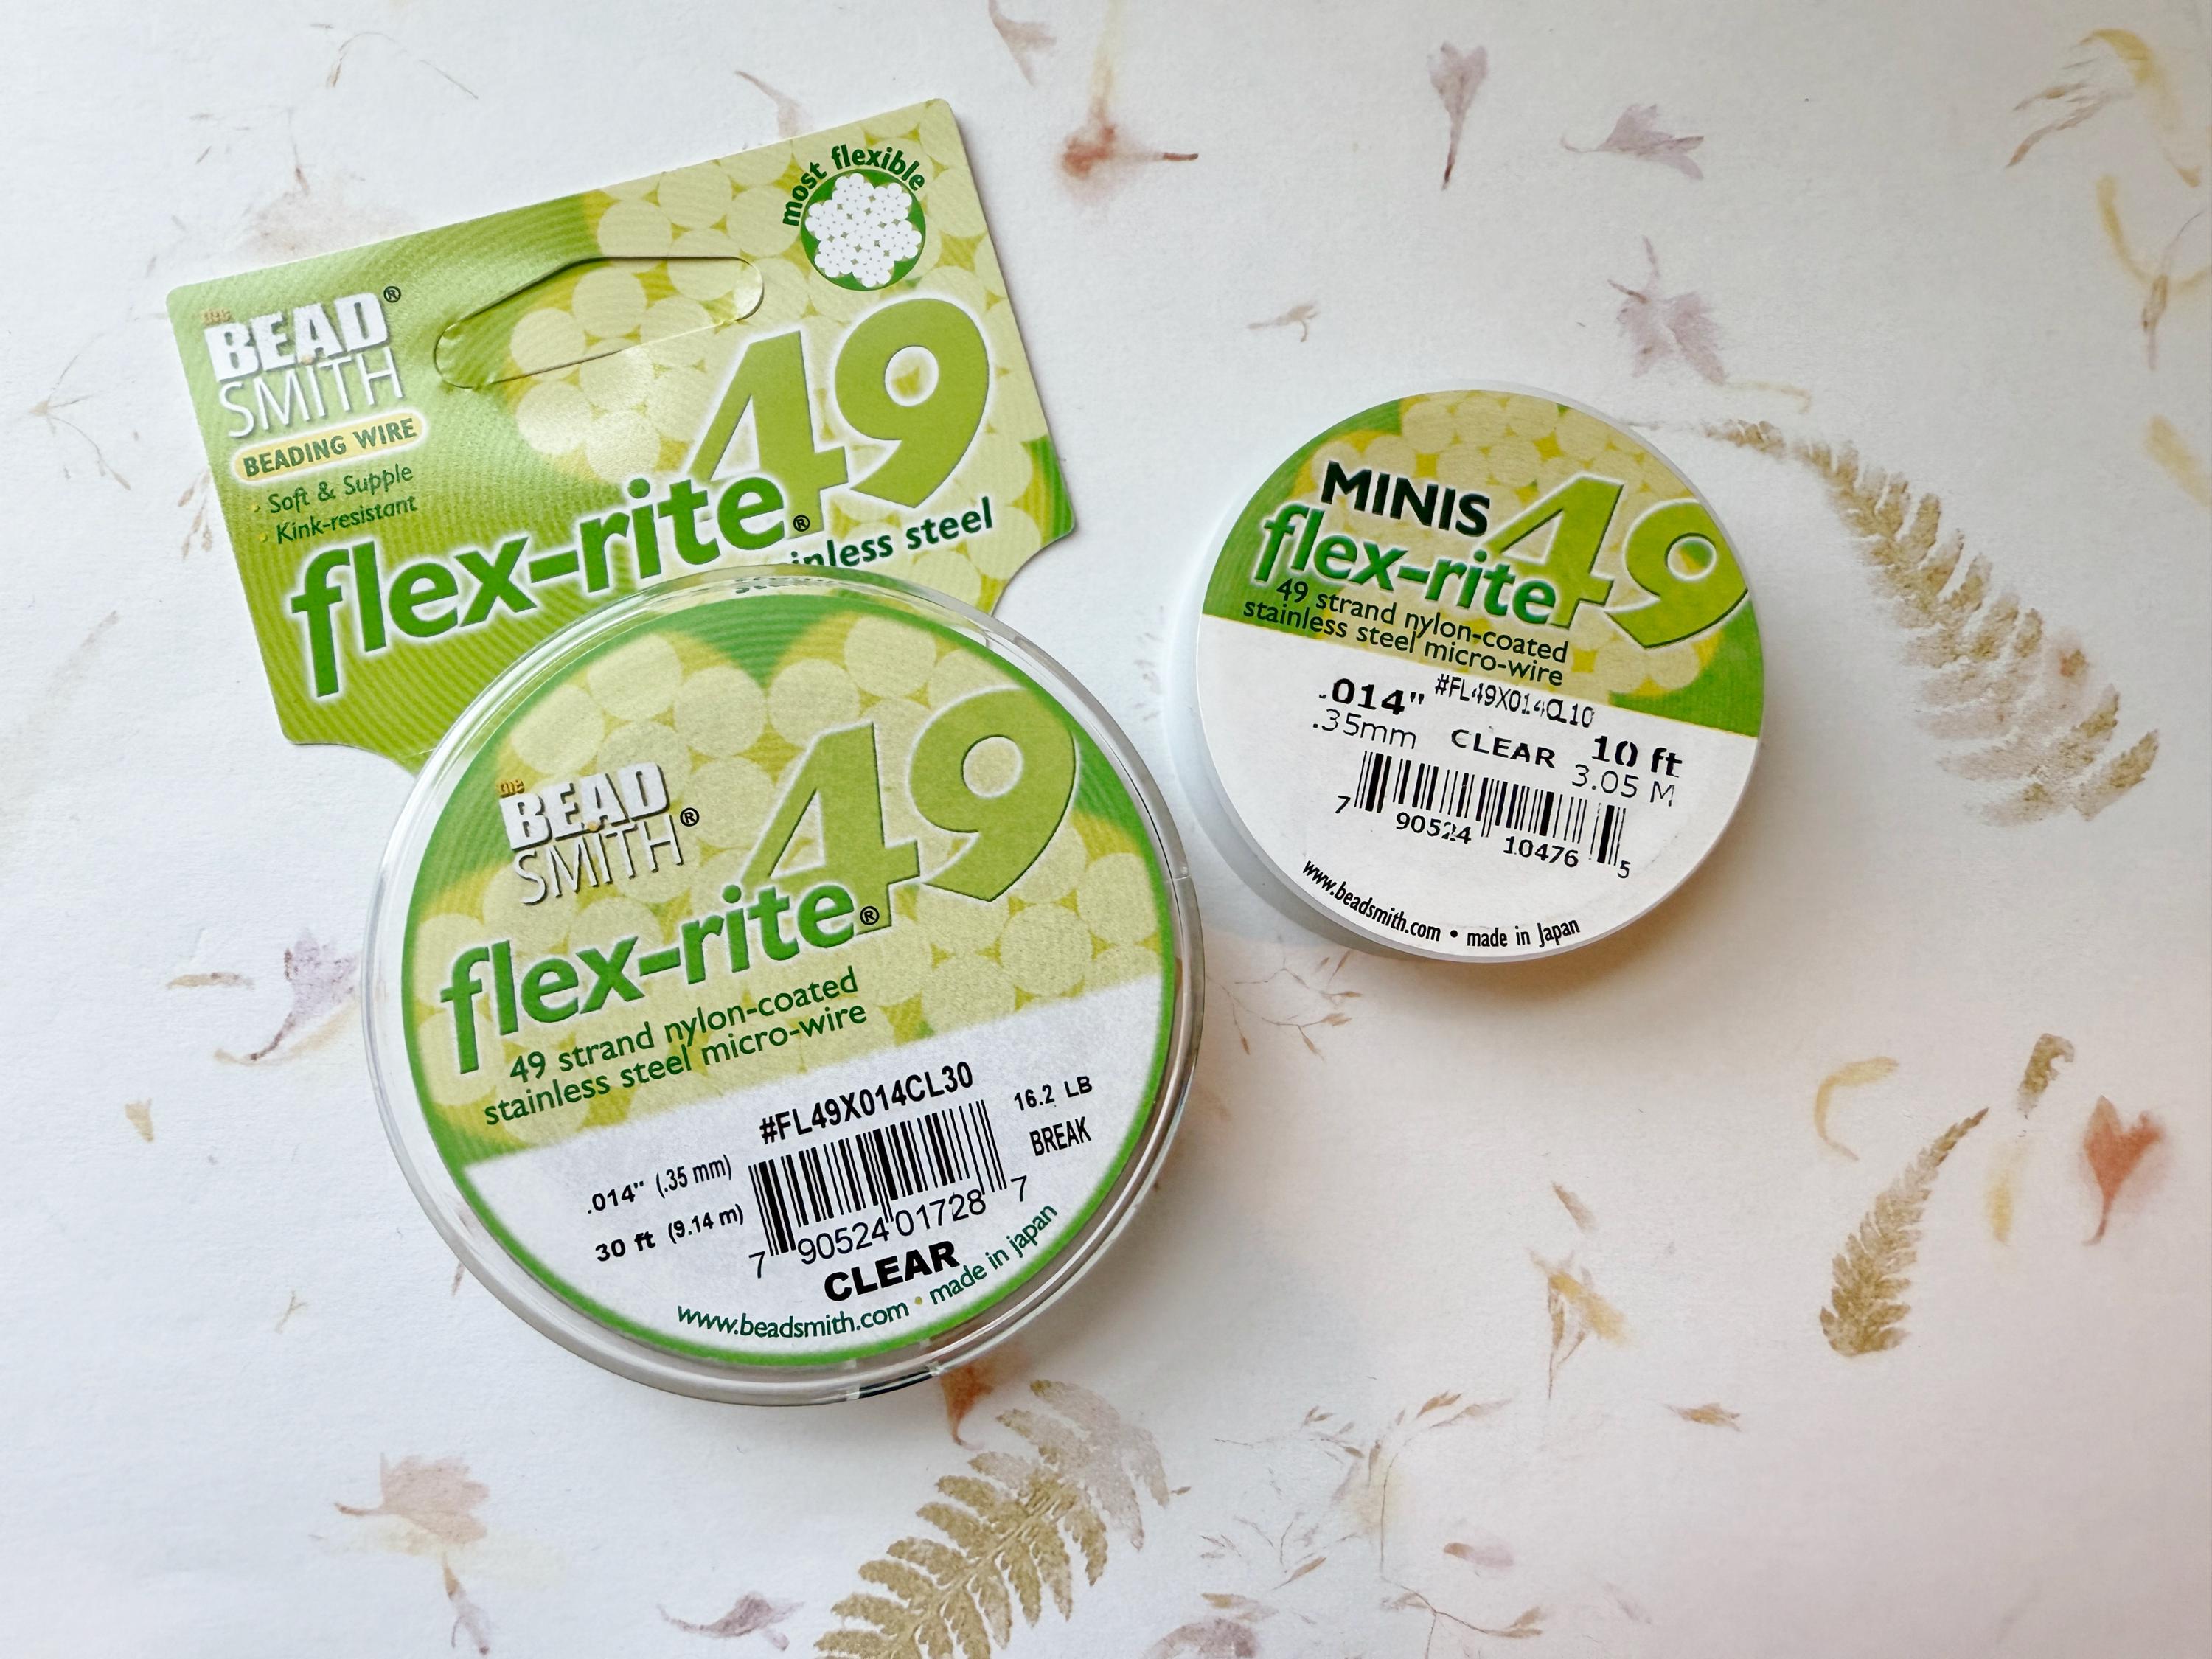 most flexible
the
BEAD
SMITH®
BEADING WIRE
• Soft & Supple
• Kink-resistant
49
flex-rite®
stainless steel
the
BEAD
SMITH®
49
flex-rite®
49 strand nylon-coated
stainless steel micro-wire
#FL49X014CL30
16.2 LB
BREAK
.014" (.35 mm)
30 ft (9.14 m)
7 90524 01728 7
CLEAR
www.beadsmith.com • made in japan
MINIS
49
flex-rite
49 strand nylon-coated
stainless steel micro-wire
#FL49X014CL10
.014"
.35mm
CLEAR
10 ft
3.05 M
7 90524 10476 5
www.beadsmith.com • made in Japan